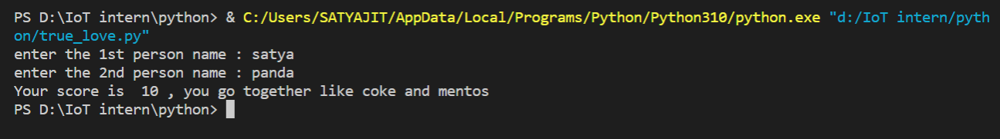 PS D:\IoT intern\python> & C:/Users/SATYAJIT/AppData/Local/Programs/Python/Python310/python.exe "d:/IoT intern/pyth
on/true_love.py"
enter the 1st person name : satya
enter the 2nd person name : panda
Your score is  10 , you go together like coke and mentos
PS D:\IoT intern\python>